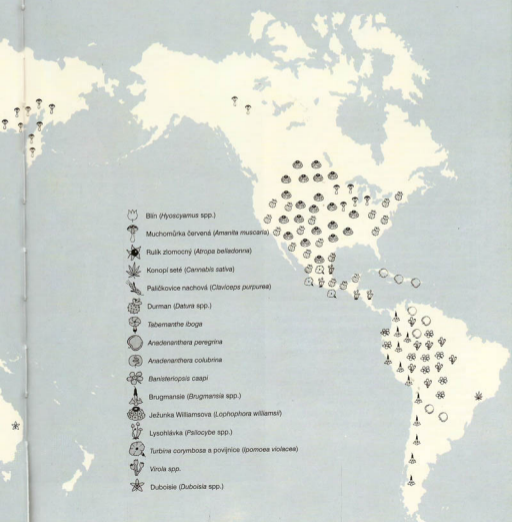 Blín (Hyoscyamus spp.)
Muchomůrka červená (Amanita muscaria)
Rulík zlomocný (Atropa belladonna)
Konopí seté (Cannabis sativa)
Paličkovice nachová (Claviceps purpurea)
Durman (Datura spp.)
Tabernanthe iboga
Anadenanthera peregrina
Anadenanthera colubrina
Banisteriopsis caapi
Brugmansie (Brugmansia spp.)
Ježunka Williamsova (Lophophora williamsii)
Lysohlávka (Psilocybe spp.)
Turbina corymbosa a povíjnice (Ipomoea violacea)
Virola spp.
Duboisie (Duboisia spp.)